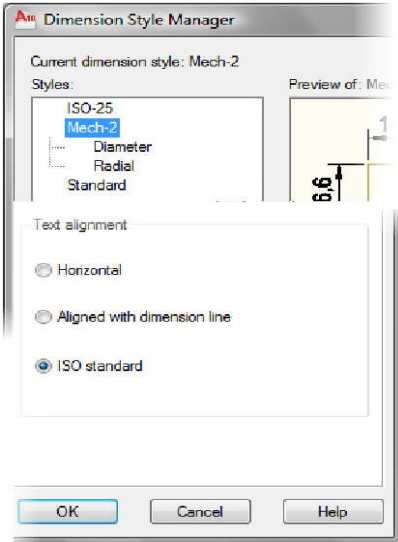 Dimension Style Manager
Current dimension style: Mech-2
Styles:
Preview of: Me
ISO-25
Mech-2
Diameter
Radial
Standard
1
6,6
Text alignment
Horizontal
Aligned with dimension line
ISO standard
OK
Cancel
Help